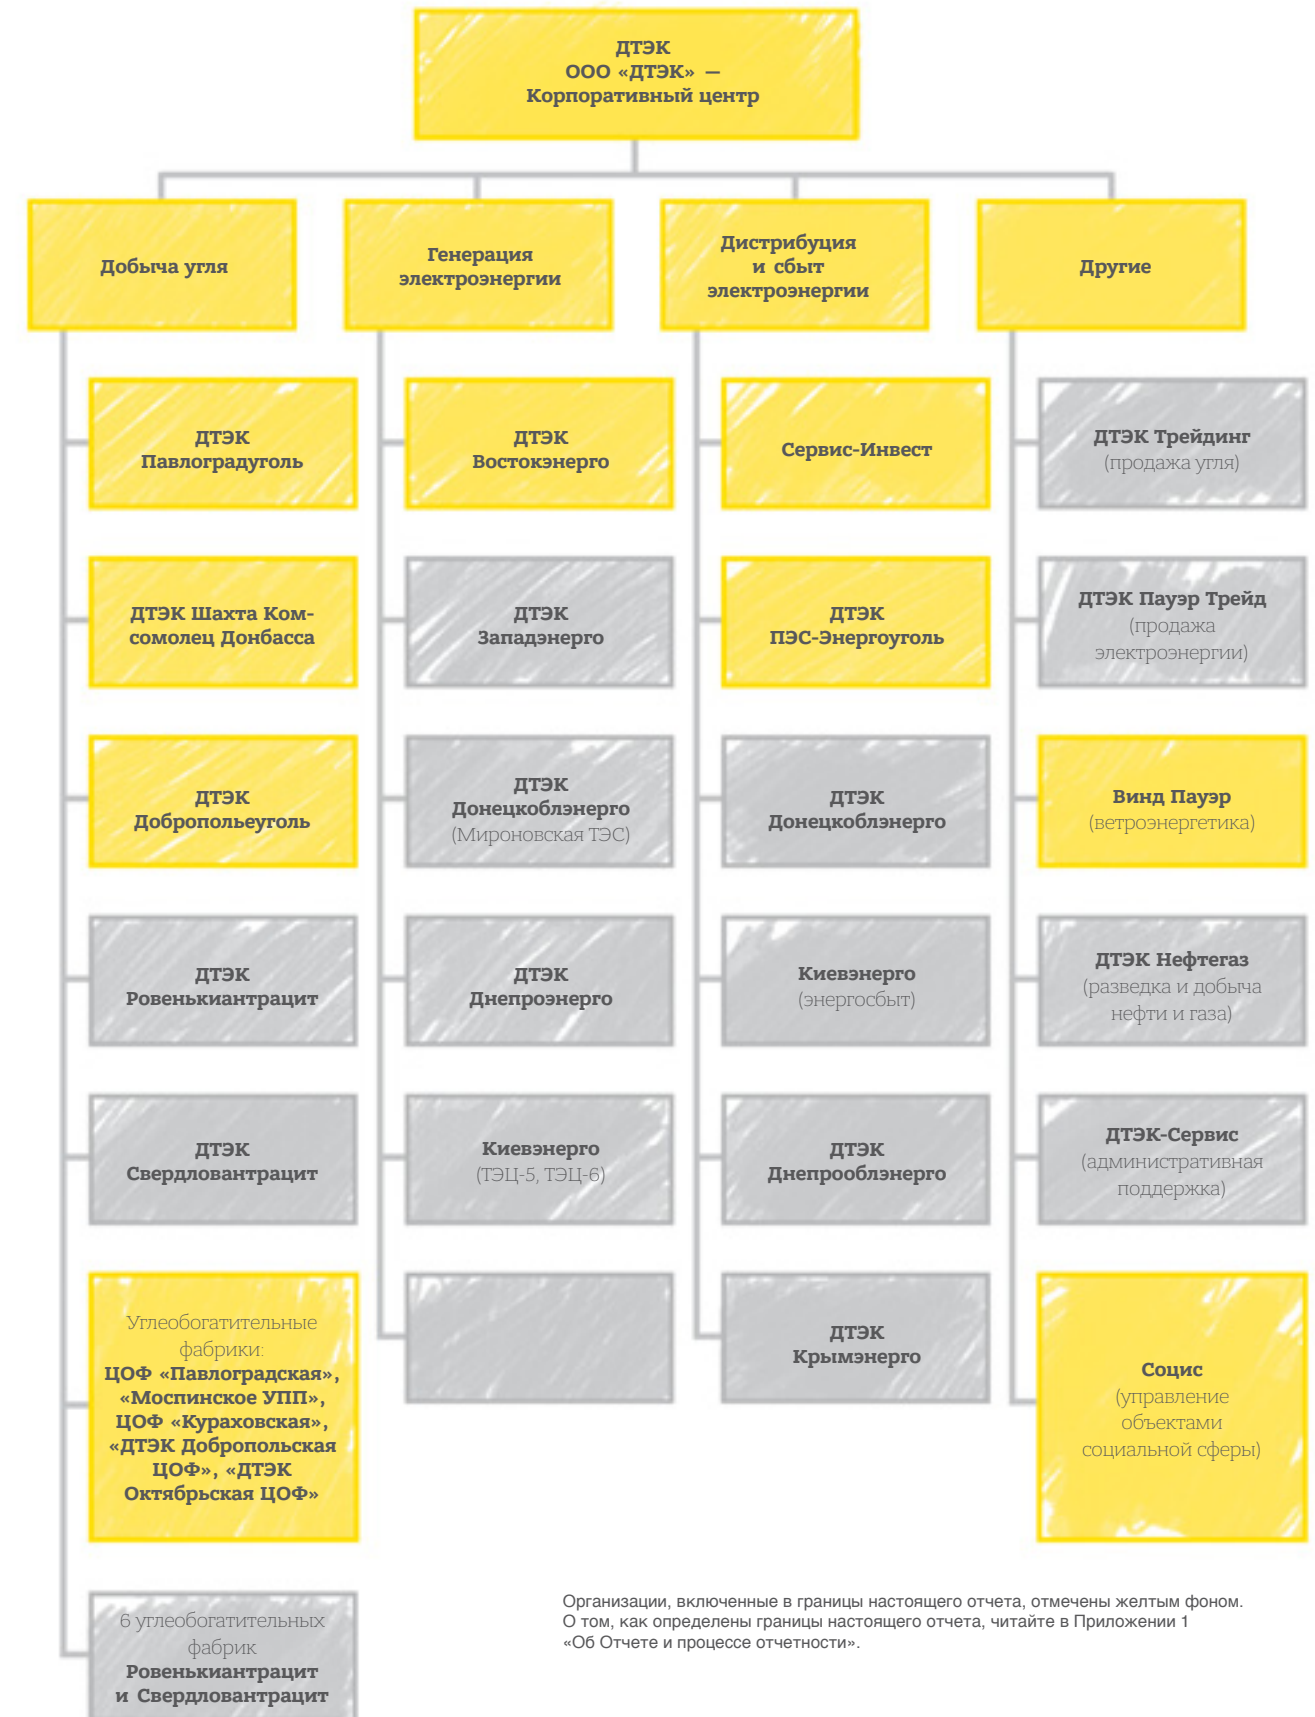 ДТЭК
ООО «ДТЭК» —
Корпоративный центр
Добыча угля
Генерация
электроэнергии
Дистрибуция
и сбыт
электроэнергии
Другие
ДТЭК
Павлоградуголь
ДТЭК Шахта Ком-
сомолец Донбасса
ДТЭК
Добропольеуголь
ДТЭК
Ровенькиантрацит
ДТЭК
Свердловантрацит
Углеобогатительные
фабрики:
ЦОФ «Павлоградская»,
«Моспинское УПП»,
ЦОФ «Кураховская»,
«ДТЭК Добропольская
ЦОФ», «ДТЭК
Октябрьская ЦОФ»
6 углеобогатительных
фабрик
Ровенькиантрацит
и Свердловантрацит
ДТЭК
Востокэнерго
ДТЭК
Западэнерго
ДТЭК
Донецкоблэнерго
(Мироновская ТЭС)
ДТЭК
Днепроэнерго
Киевэнерго
(ТЭЦ-5, ТЭЦ-6)
Сервис-Инвест
ДТЭК
ПЭС-Энергоуголь
ДТЭК
Донецкоблэнерго
Киевэнерго
(энергосбыт)
ДТЭК
Днепрооблэнерго
ДТЭК
Крымэнерго
ДТЭК Трейдинг
(продажа угля)
ДТЭК Пауэр Трейд
(продажа
электроэнергии)
Винд Пауэр
(ветроэнергетика)
ДТЭК Нефтегаз
(разведка и добыча
нефти и газа)
ДТЭК-Сервис
(административная
поддержка)
Социс
(управление
объектами
социальной сферы)
Организации, включенные в границы настоящего отчета, отмечены желтым фоном.
О том, как определены границы настоящего отчета, читайте в Приложении 1
«Об Отчете и процессе отчетности».